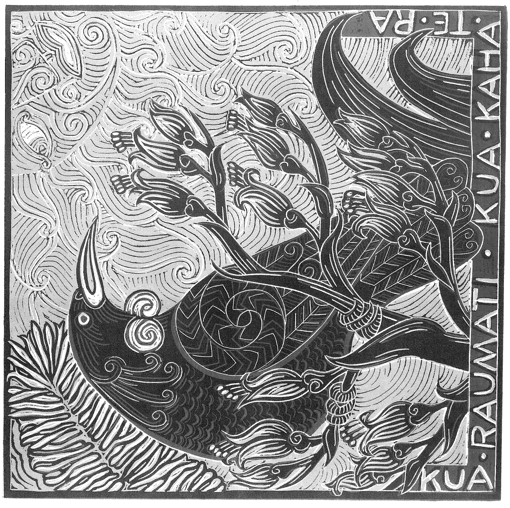 KUA ·
RAUMATI · KUA · KAHA ·
TE · RA